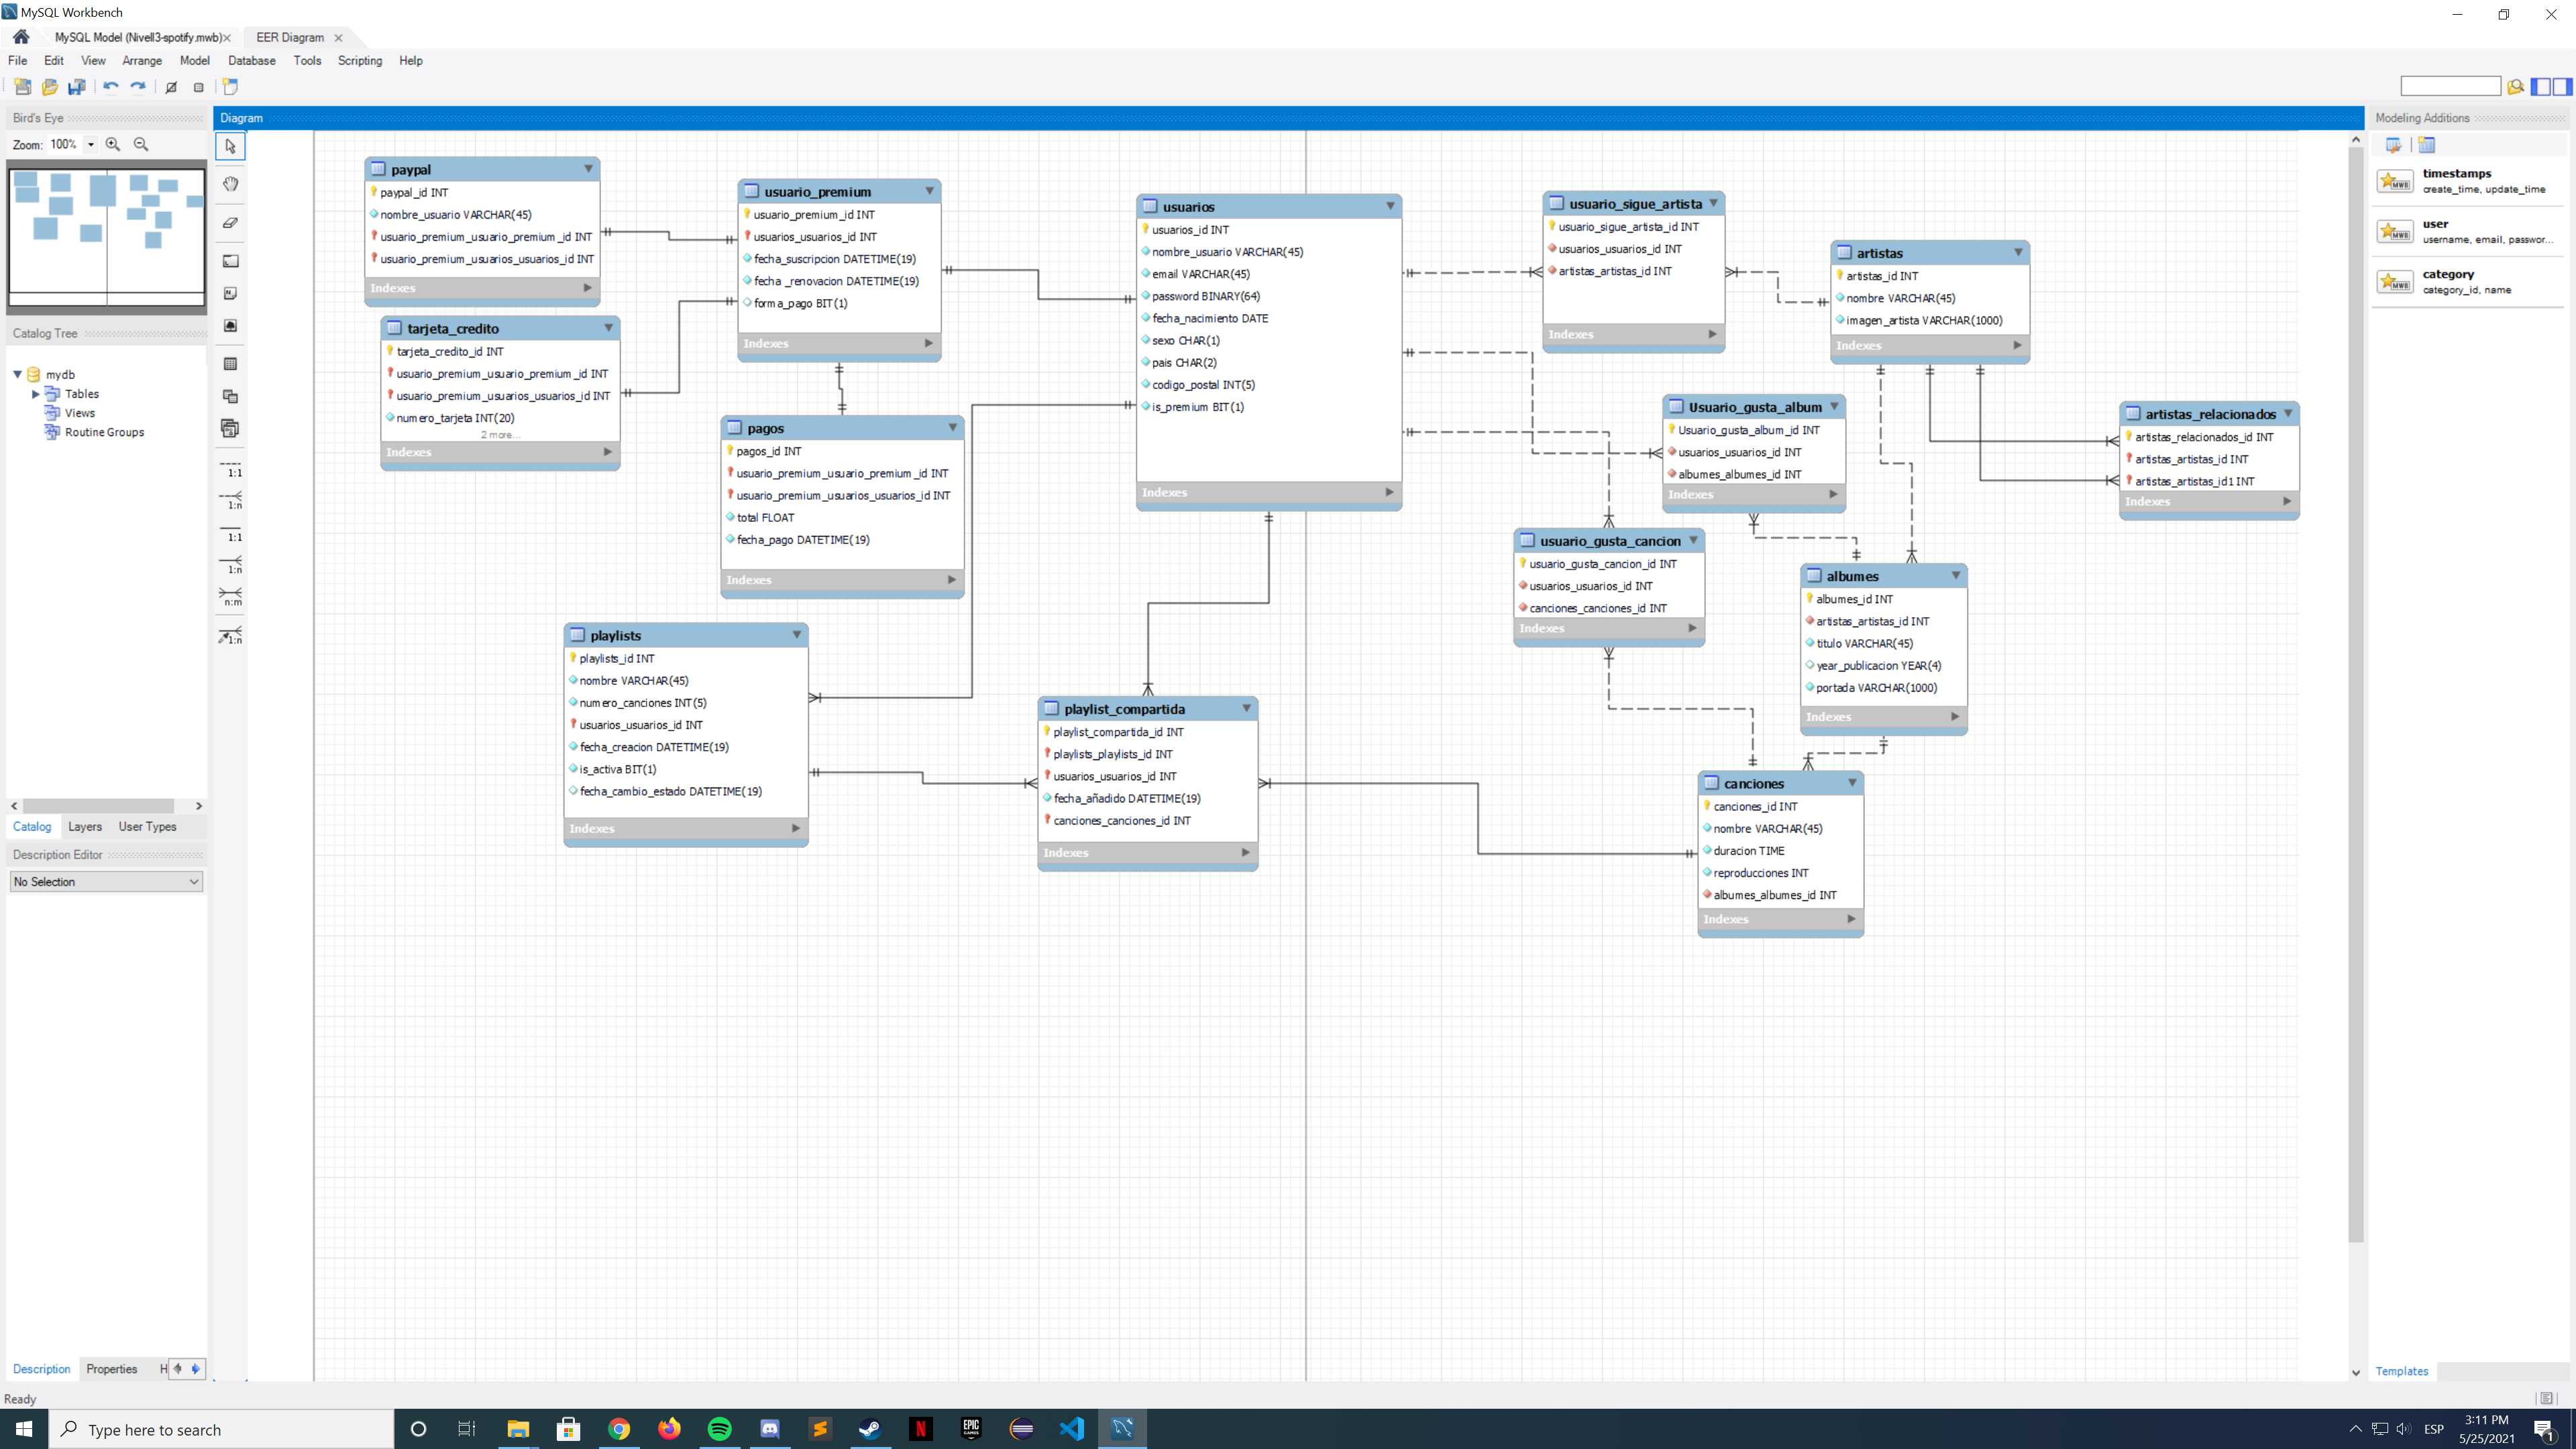 MySQL Workbench
MySQL Model (Nivell3-spotify.mwb)
EER Diagram
File Edit View Arrange Model Database Tools Scripting Help
Bird's Eye
Zoom: 100%
Catalog Tree
mydb
Tables
Views
Routine Groups
Catalog Layers User Types
Description Editor
No Selection
Description Properties H
Ready
Diagram
1:1
1:n
1:1
1:n
n:m
1:n
paypal
paypal_id INT
nombre_usuario VARCHAR(45)
usuario_premium_usuario_premium_id INT
usuario_premium_usuarios_usuarios_id INT
Indexes
tarjeta_credito
tarjeta_credito_id INT
usuario_premium_usuario_premium_id INT
usuario_premium_usuarios_usuarios_id INT
numero_tarjeta INT(20)
2 more...
Indexes
usuario_premium
usuario_premium_id INT
usuarios_usuarios_id INT
fecha_suscripcion DATETIME(19)
fecha _renovacion DATETIME(19)
forma_pago BIT(1)
Indexes
pagos
pagos_id INT
usuario_premium_usuario_premium_id INT
usuario_premium_usuarios_usuarios_id INT
total FLOAT
fecha_pago DATETIME(19)
Indexes
playlists
playlists_id INT
nombre VARCHAR(45)
numero_canciones INT(5)
usuarios_usuarios_id INT
fecha_creacion DATETIME(19)
is_activa BIT(1)
fecha_cambio_estado DATETIME(19)
Indexes
usuarios
usuarios_id INT
nombre_usuario VARCHAR(45)
email VARCHAR(45)
password BINARY(64)
fecha_nacimiento DATE
sexo CHAR(1)
pais CHAR(2)
codigo_postal INT(5)
is_premium BIT(1)
Indexes
playlist_compartida
playlist_compartida_id INT
playlists_playlists_id INT
usuarios_usuarios_id INT
fecha_añadido DATETIME(19)
canciones_canciones_id INT
Indexes
usuario_sigue_artista
usuario_sigue_artista_id INT
usuarios_usuarios_id INT
artistas_artistas_id INT
Indexes
artistas
artistas_id INT
nombre VARCHAR(45)
imagen_artista VARCHAR(1000)
Indexes
Usuario_gusta_album
Usuario_gusta_album_id INT
usuarios_usuarios_id INT
albumes_albumes_id INT
Indexes
artistas_relacionados
artistas_relacionados_id INT
artistas_artistas_id INT
artistas_artistas_id1 INT
Indexes
usuario_gusta_cancion
usuario_gusta_cancion_id INT
usuarios_usuarios_id INT
canciones_canciones_id INT
Indexes
albumes
albumes_id INT
artistas_artistas_id INT
titulo VARCHAR(45)
year_publicacion YEAR(4)
portada VARCHAR(1000)
Indexes
canciones
canciones_id INT
nombre VARCHAR(45)
duracion TIME
reproducciones INT
albumes_albumes_id INT
Indexes
Modeling Additions
timestamps
create_time, update_time
user
username, email, passwor...
category
category_id, name
Templates
Type here to search
N
EPIC GAMES
ESP
3:11 PM
5/25/2021
1